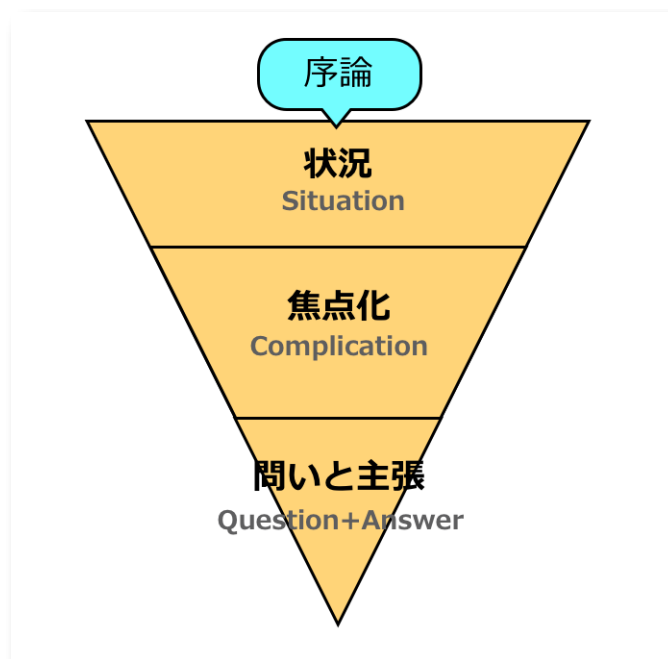 序論
状況
Situation
焦点化
Complication
問いと主張
Question+Answer